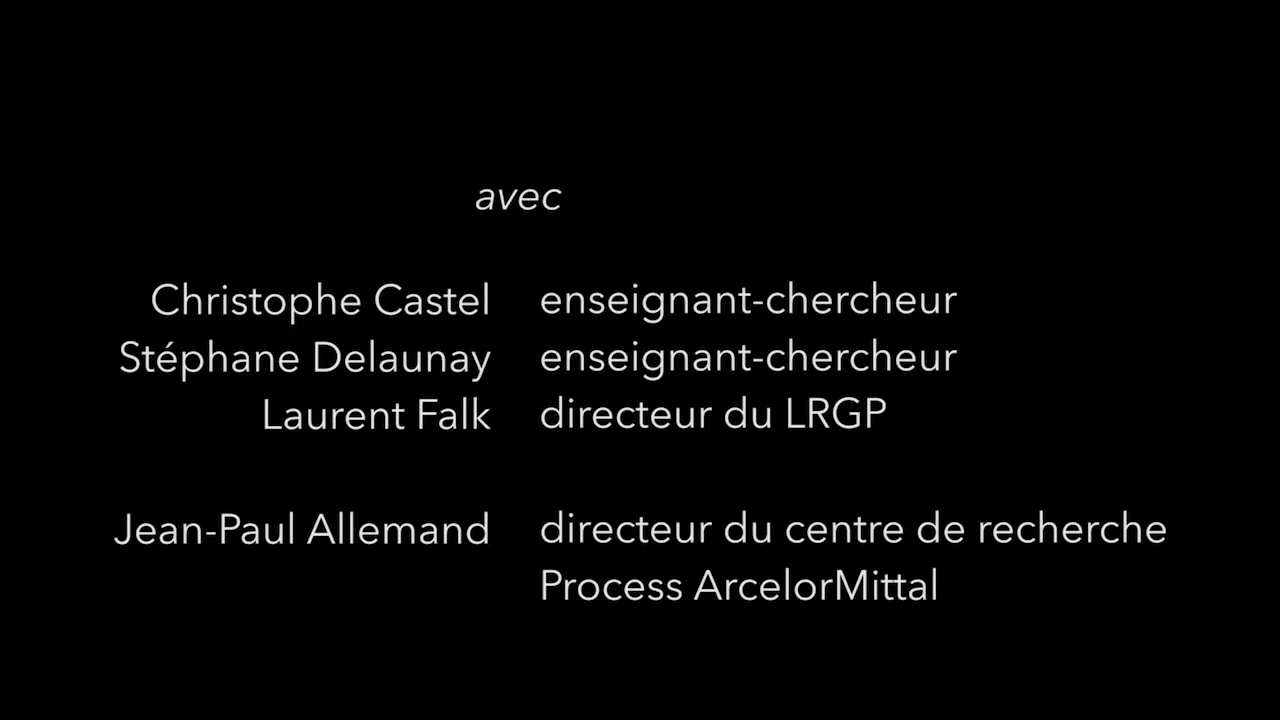 avec
Christophe Castel enseignant-chercheur
Stéphane Delaunay enseignant-chercheur
Laurent Falk directeur du LRGP
Jean-Paul Allemand directeur du centre de recherche
Process ArcelorMittal